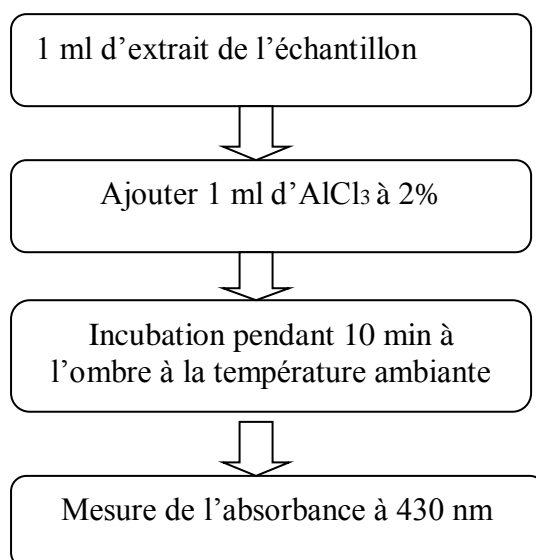 1 ml d’extrait de l’échantillon
Ajouter 1 ml d’AlCl₃ à 2%
Incubation pendant 10 min à
l’ombre à la température ambiante
Mesure de l’absorbance à 430 nm